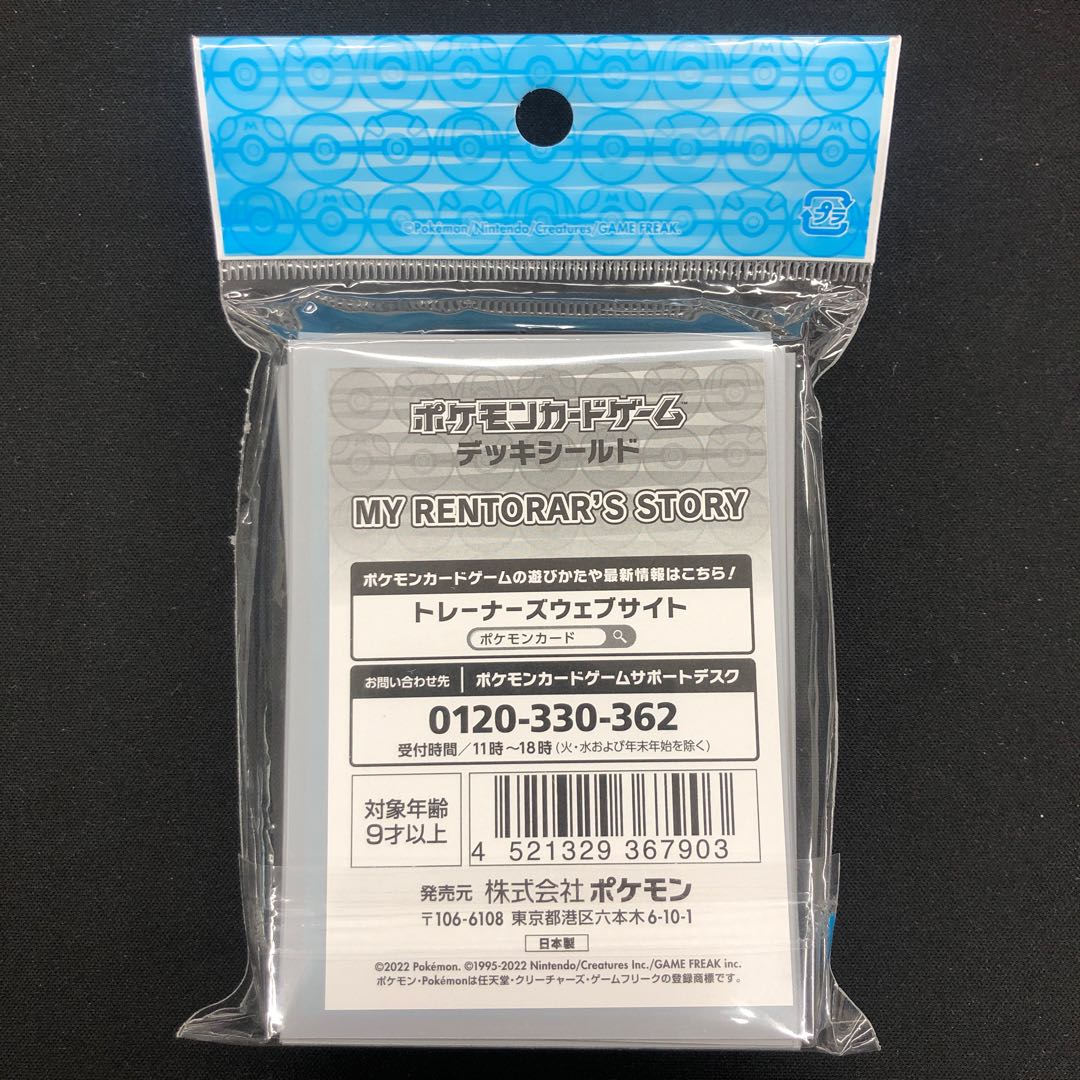 ©Pokémon/Nintendo/Creatures/GAME FREAK.
プラ
ポケモンカードゲーム™
デッキシールド
MY RENTORAR'S STORY
ポケモンカードゲームの遊びかたや最新情報はこちら!
トレーナーズウェブサイト
ポケモンカード
お問い合わせ先 ポケモンカードゲームサポートデスク
0120-330-362
受付時間/11時～18時(火・水および年末年始を除く)
対象年齢
9才以上
4 521329 367903
発売元 株式会社ポケモン
〒106-6108 東京都港区六本木6-10-1
日本製
©2022 Pokémon. ©1995-2022 Nintendo/Creatures Inc./GAME FREAK inc.
ポケモン・Pokémonは任天堂・クリーチャーズ・ゲームフリークの登録商標です。